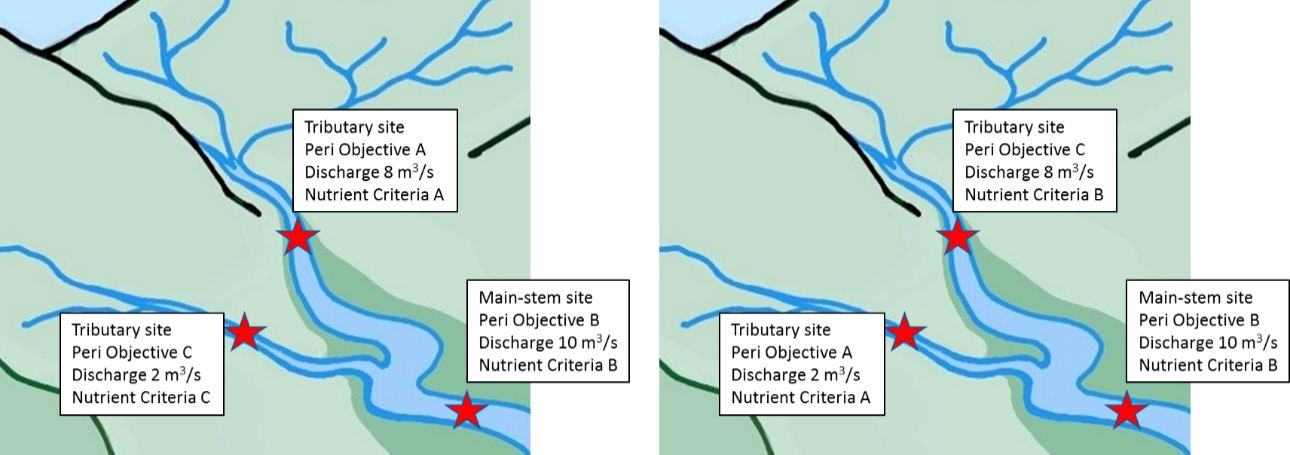 Tributary site
Peri Objective A
Discharge 8 m³/s
Nutrient Criteria A
Main-stem site
Peri Objective B
Discharge 10 m³/s
Nutrient Criteria B
Tributary site
Peri Objective C
Discharge 2 m³/s
Nutrient Criteria C
Tributary site
Peri Objective C
Discharge 8 m³/s
Nutrient Criteria B
Main-stem site
Peri Objective B
Discharge 10 m³/s
Nutrient Criteria B
Tributary site
Peri Objective A
Discharge 2 m³/s
Nutrient Criteria A